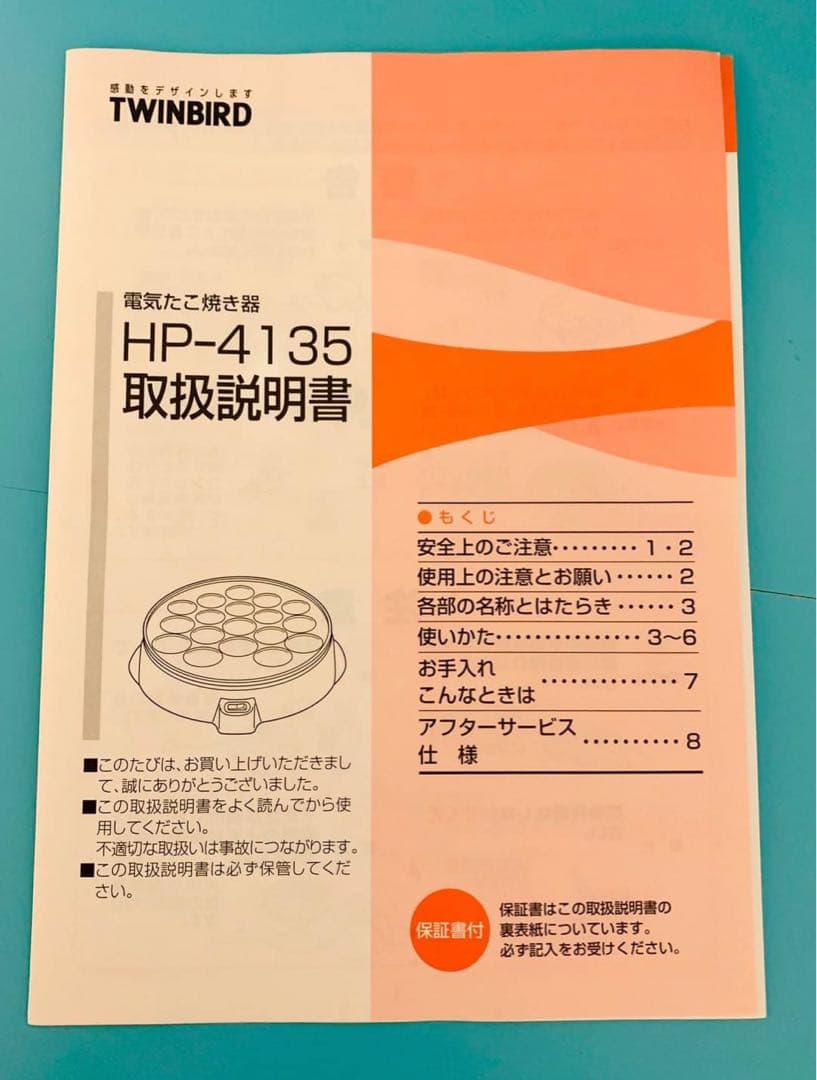 感動をデザインします
TWINBIRD
電気たこ焼き器
HP-4135
取扱説明書
■このたびは、お買い上げいただきまし
て、誠にありがとうございました。
■この取扱説明書をよく読んでから使
用してください。
不適切な取扱いは事故につながります。
■この取扱説明書は必ず保管してくだ
さい。
●もくじ
安全上のご注意・・・・・・・・・1・2
使用上の注意とお願い・・・・・・2
各部の名称とはたらき・・・・・・3
使いかた・・・・・・・・・・・・・・・3〜6
お手入れ
こんなときは・・・・・・・・・・・・・・7
アフターサービス
仕 様・・・・・・・・・・8
保証書付
保証書はこの取扱説明書の
裏表紙についています。
必ず記入をお受けください。